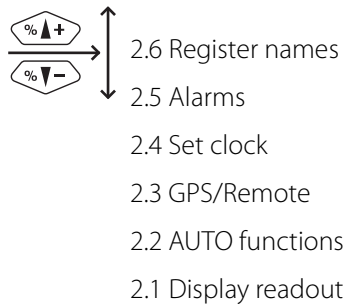 % ▲ +
% ▼ −
2.6 Register names
2.5 Alarms
2.4 Set clock
2.3 GPS/Remote
2.2 AUTO functions
2.1 Display readout